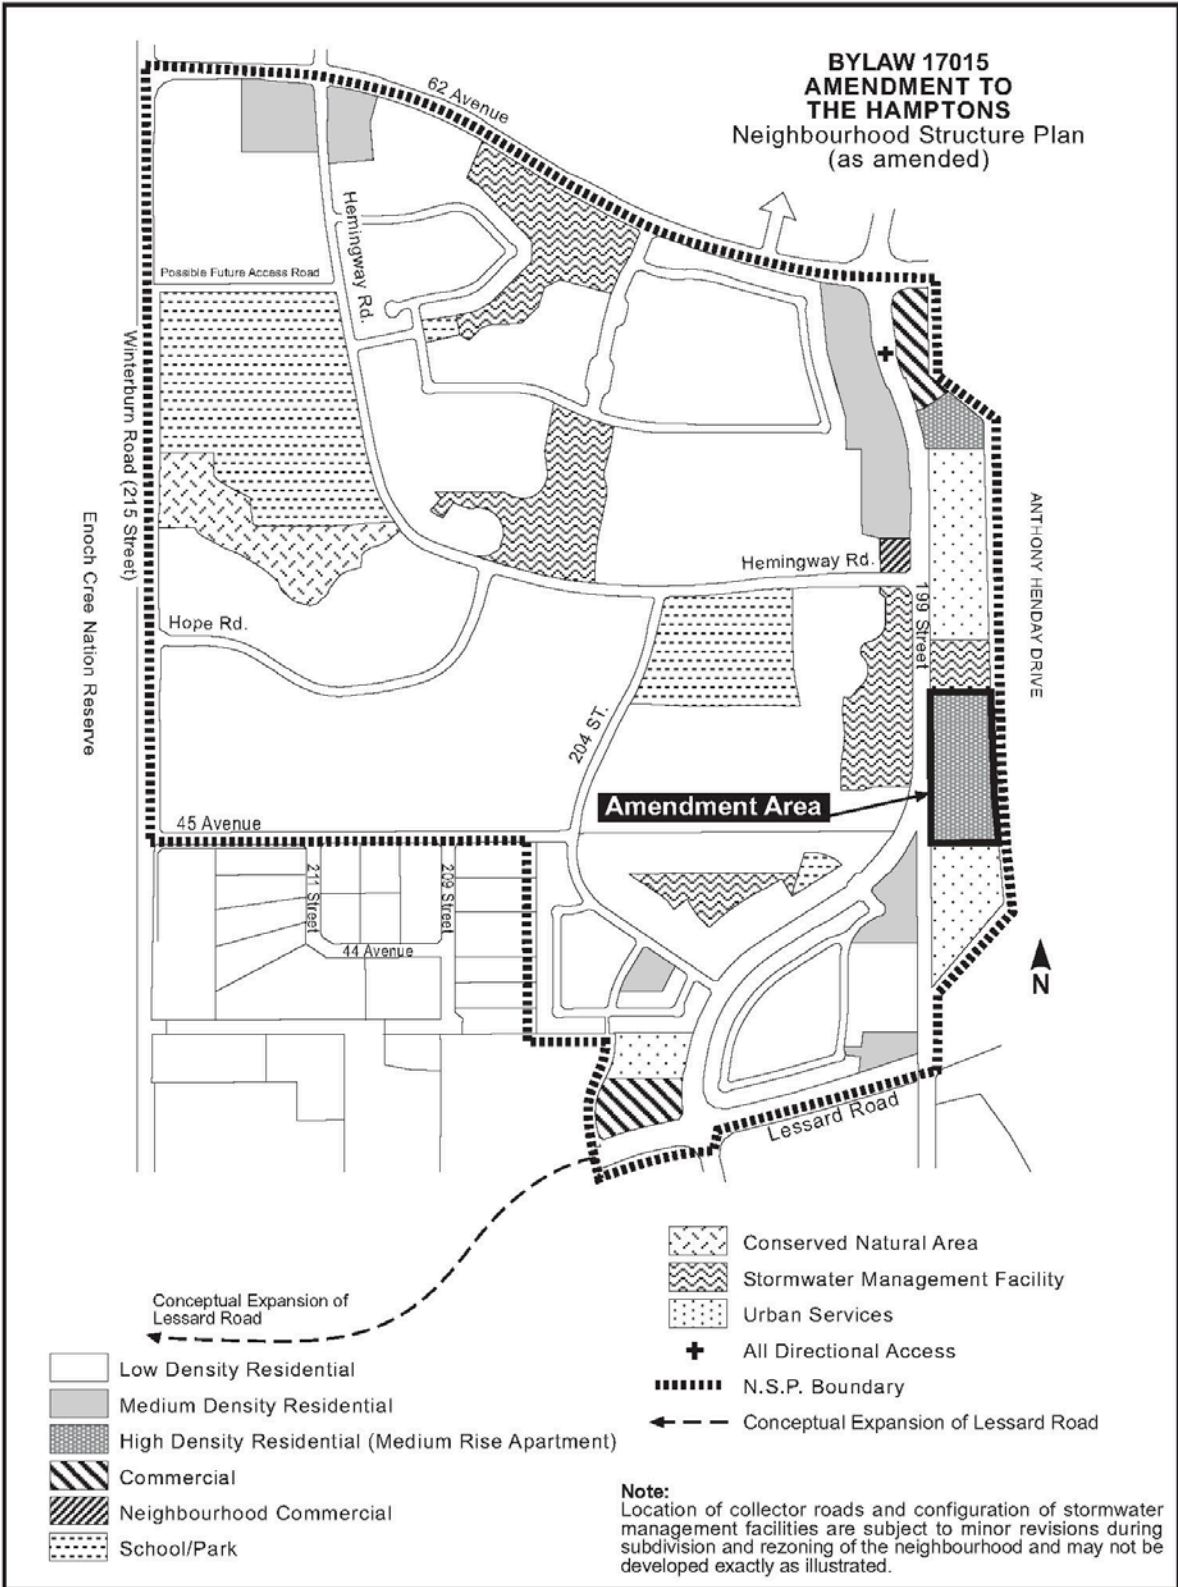 BYLAW 17015
AMENDMENT TO
THE HAMPTONS
Neighbourhood Structure Plan
(as amended)
62 Avenue
Hemingway Rd.
Possible Future Access Road
Winterburn Road (215 Street)
Enoch Cree Nation Reserve
ANTHONY HENDAY DRIVE
Hemingway Rd.
199 Street
Hope Rd.
204 ST.
Amendment Area
45 Avenue
211 Street
209 Street
44 Avenue
N
Lessard Road
Conceptual Expansion of
Lessard Road
Low Density Residential
Medium Density Residential
High Density Residential (Medium Rise Apartment)
Commercial
Neighbourhood Commercial
School/Park
Conserved Natural Area
Stormwater Management Facility
Urban Services
All Directional Access
N.S.P. Boundary
Conceptual Expansion of Lessard Road
Note:
Location of collector roads and configuration of stormwater
management facilities are subject to minor revisions during
subdivision and rezoning of the neighbourhood and may not be
developed exactly as illustrated.